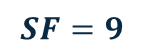 SF = 9